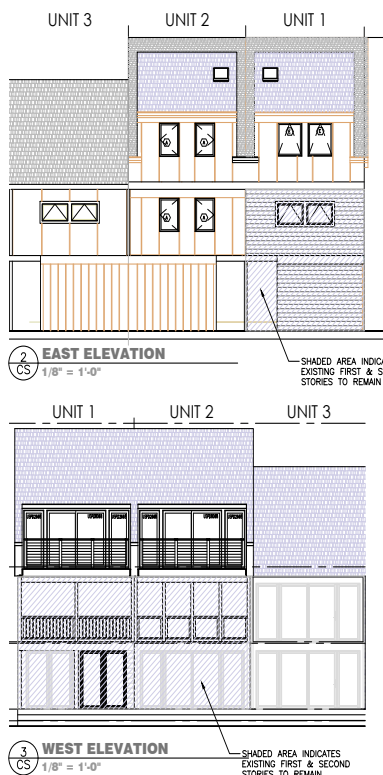 UNIT 3 UNIT 2 UNIT 1
2
CS
EAST ELEVATION
1/8" = 1'-0"
SHADED AREA INDICA
EXISTING FIRST & S
STORIES TO REMAIN
UNIT 1 UNIT 2 UNIT 3
3
CS
WEST ELEVATION
1/8" = 1'-0"
SHADED AREA INDICATES
EXISTING FIRST & SECOND
STORIES TO REMAIN